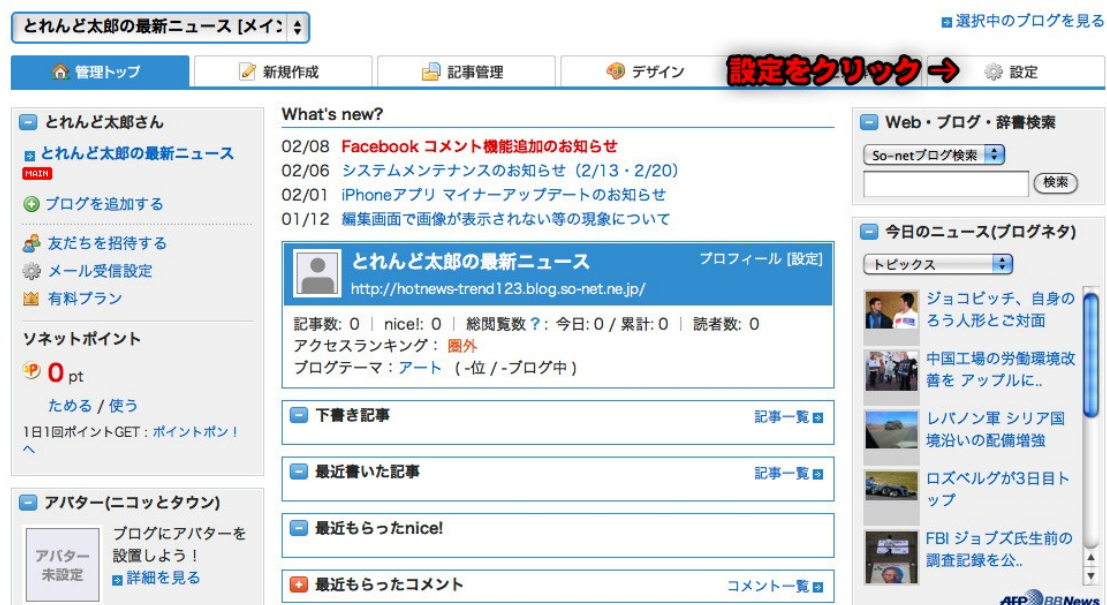 とれんど太郎の最新ニュース [メイン
選択中のブログを見る
管理トップ
新規作成
記事管理
デザイン
設定をクリック →
設定
とれんど太郎さん
とれんど太郎の最新ニュース
MAIN
ブログを追加する
友だちを招待する
メール受信設定
有料プラン
ソネットポイント
0 pt
ためる / 使う
1日1回ポイントGET：ポイントポン！
へ
アバター(ニコッとタウン)
アバター
未設定
ブログにアバターを
設置しよう！
詳細を見る
What's new?
02/08 Facebook コメント機能追加のお知らせ
02/06 システムメンテナンスのお知らせ（2/13・2/20）
02/01 iPhoneアプリ マイナーアップデートのお知らせ
01/12 編集画面で画像が表示されない等の現象について
とれんど太郎の最新ニュース
プロフィール [設定]
http://hotnews-trend123.blog.so-net.ne.jp/
記事数: 0 | nice!: 0 | 総閲覧数 ?: 今日: 0 / 累計: 0 | 読者数: 0
アクセスランキング： 圏外
ブログテーマ：アート （ -位 / -ブログ中 ）
下書き記事
記事一覧
最近書いた記事
記事一覧
最近もらったnice!
最近もらったコメント
コメント一覧
Web・ブログ・辞書検索
So-netブログ検索
検索
今日のニュース(ブログネタ)
トピックス
ジョコビッチ、自身の
ろう人形とご対面
中国工場の労働環境改
善を アップルに..
レバノン軍 シリア国
境沿いの配備増強
ロズベルグが3日目ト
ップ
FBI ジョブズ氏生前の
調査記録を公..
AFP BBNews